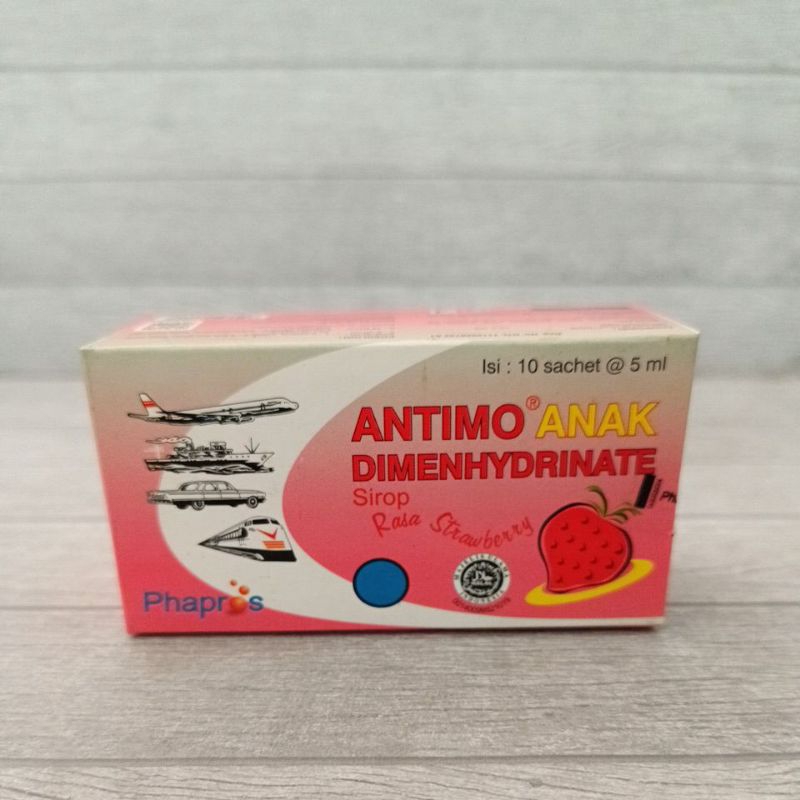 Isi : 10 sachet @ 5 ml
ANTIMO® ANAK
DIMENHYDRINATE
Sirop
Rasa Strawberry
Phapros